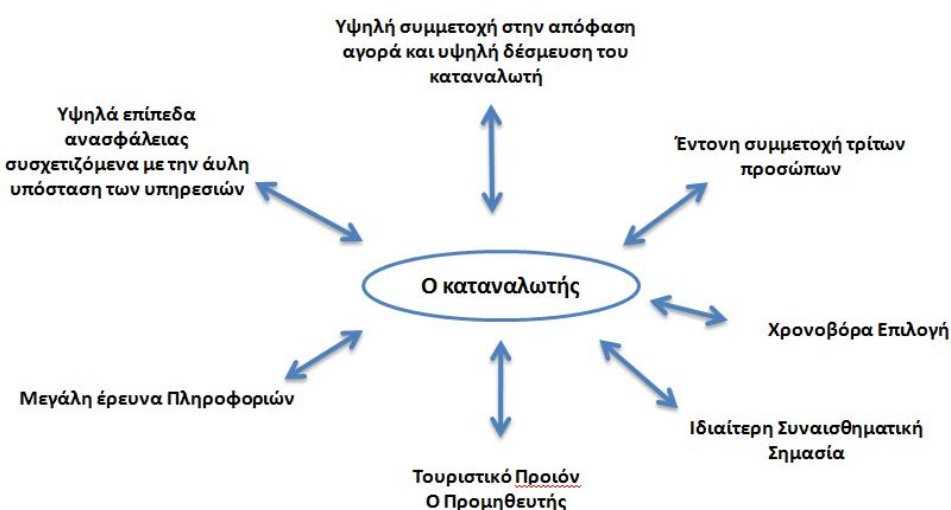 Υψηλή συμμετοχή στην απόφαση
αγορά και υψηλή δέσμευση του
καταναλωτή
Υψηλά επίπεδα
ανασφάλειας
συσχετιζόμενα με την άυλη
υπόσταση των υπηρεσιών
Έντονη συμμετοχή τρίτων
προσώπων
Ο καταναλωτής
Χρονοβόρα Επιλογή
Μεγάλη έρευνα Πληροφοριών
Ιδιαίτερη Συναισθηματική
Σημασία
Τουριστικό Προιόν
Ο Προμηθευτής